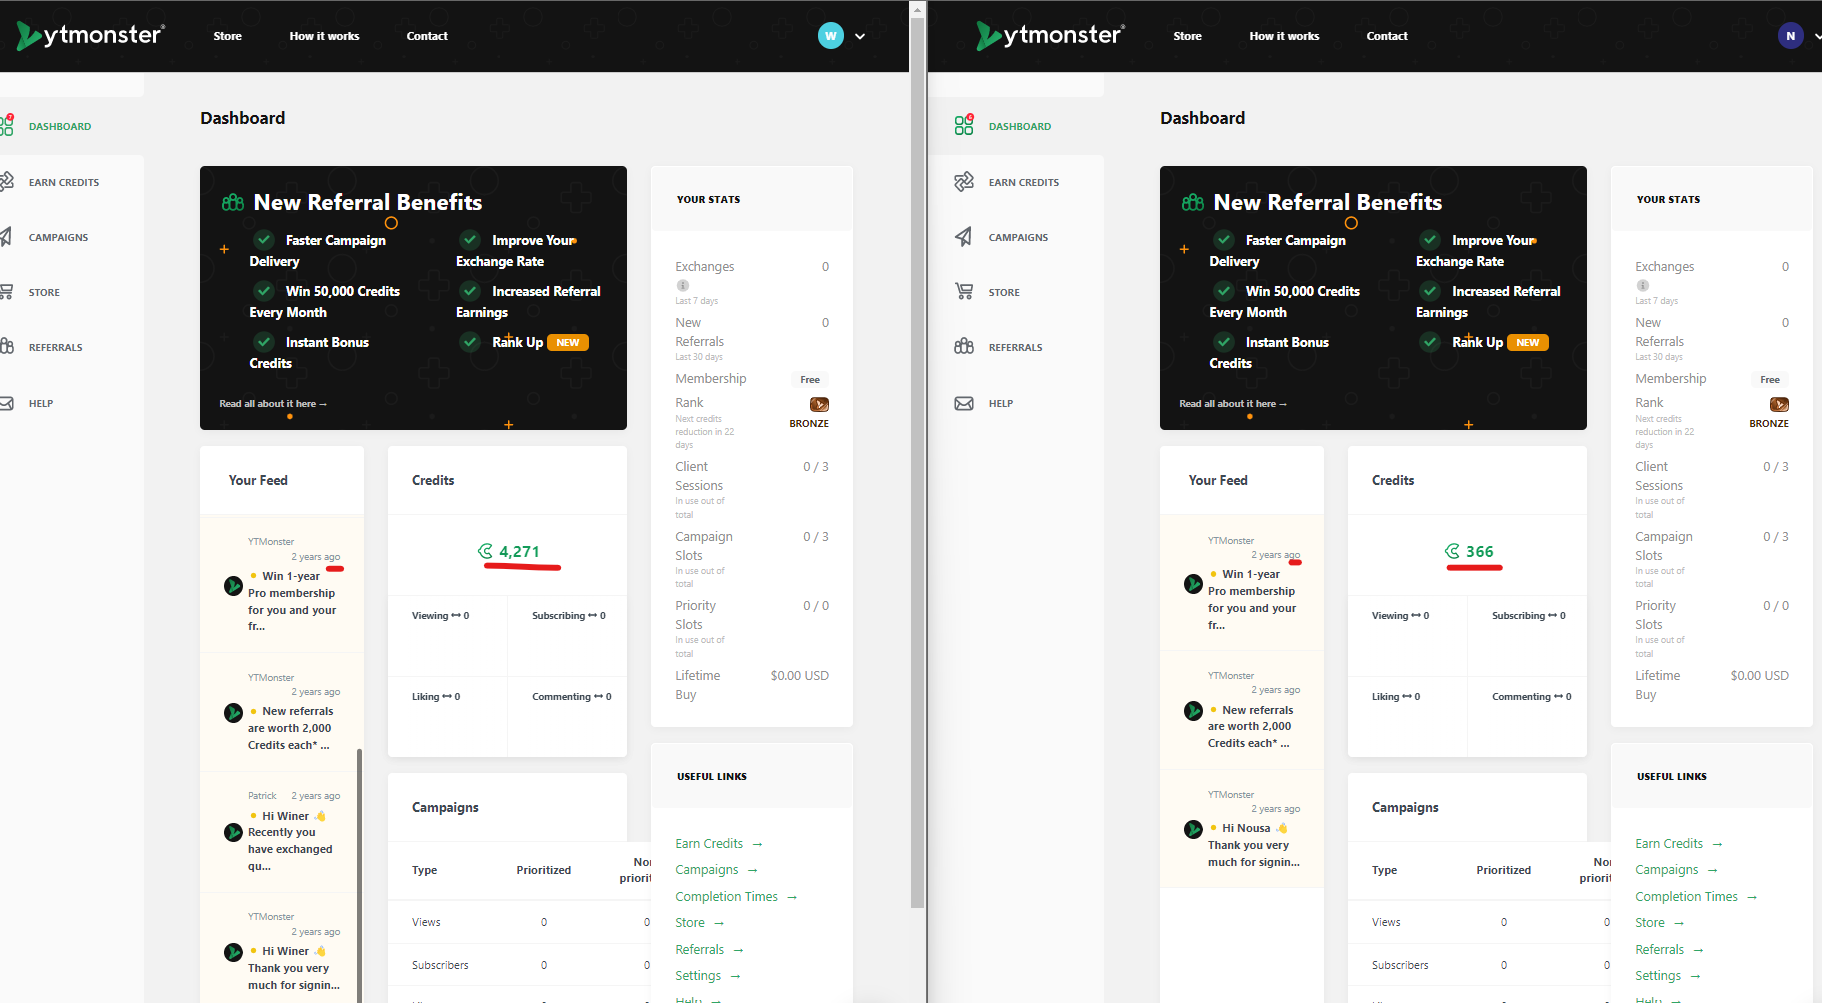 ytmonster®
Store
How it works
Contact
W
DASHBOARD
EARN CREDITS
CAMPAIGNS
STORE
REFERRALS
HELP
Dashboard
New Referral Benefits
Faster Campaign
Delivery
Improve Your
Exchange Rate
Win 50,000 Credits
Every Month
Increased Referral
Earnings
Instant Bonus
Credits
Rank Up NEW
Read all about it here →
YOUR STATS
Exchanges 0
Last 7 days
New 0
Referrals
Last 30 days
Membership Free
Rank
Next credits
reduction in 22
days
BRONZE
Client 0 / 3
Sessions
In use out of
total
Campaign 0 / 3
Slots
In use out of
total
Priority 0 / 0
Slots
In use out of
total
Lifetime $0.00 USD
Buy
Your Feed
YTMonster
2 years ago
Win 1-year
Pro membership
for you and your
fr...
YTMonster
2 years ago
New referrals
are worth 2,000
Credits each* ...
Patrick 2 years ago
Hi Winer 👋
Recently you
have exchanged
qu...
YTMonster
2 years ago
Hi Winer 👋
Thank you very
much for signin...
Credits
4,271
Viewing ↔ 0
Subscribing ↔ 0
Liking ↔ 0
Commenting ↔ 0
Campaigns
Type Prioritized
Views 0 0
Subscribers 0 0
USEFUL LINKS
Earn Credits →
Campaigns →
Completion Times →
Store →
Referrals →
Settings →
Help →
ytmonster®
Store
How it works
Contact
N
DASHBOARD
EARN CREDITS
CAMPAIGNS
STORE
REFERRALS
HELP
Dashboard
New Referral Benefits
Faster Campaign
Delivery
Improve Your
Exchange Rate
Win 50,000 Credits
Every Month
Increased Referral
Earnings
Instant Bonus
Credits
Rank Up NEW
Read all about it here →
YOUR STATS
Exchanges 0
Last 7 days
New 0
Referrals
Last 30 days
Membership Free
Rank
Next credits
reduction in 22
days
BRONZE
Client 0 / 3
Sessions
In use out of
total
Campaign 0 / 3
Slots
In use out of
total
Priority 0 / 0
Slots
In use out of
total
Lifetime $0.00 USD
Buy
Your Feed
YTMonster
2 years ago
Win 1-year
Pro membership
for you and your
fr...
YTMonster
2 years ago
New referrals
are worth 2,000
Credits each* ...
YTMonster
2 years ago
Hi Nousa 👋
Thank you very
much for signin...
Credits
366
Viewing ↔ 0
Subscribing ↔ 0
Liking ↔ 0
Commenting ↔ 0
Campaigns
Type Prioritized
Views 0 0
Subscribers 0 0
USEFUL LINKS
Earn Credits →
Campaigns →
Completion Times →
Store →
Referrals →
Settings →
Help →